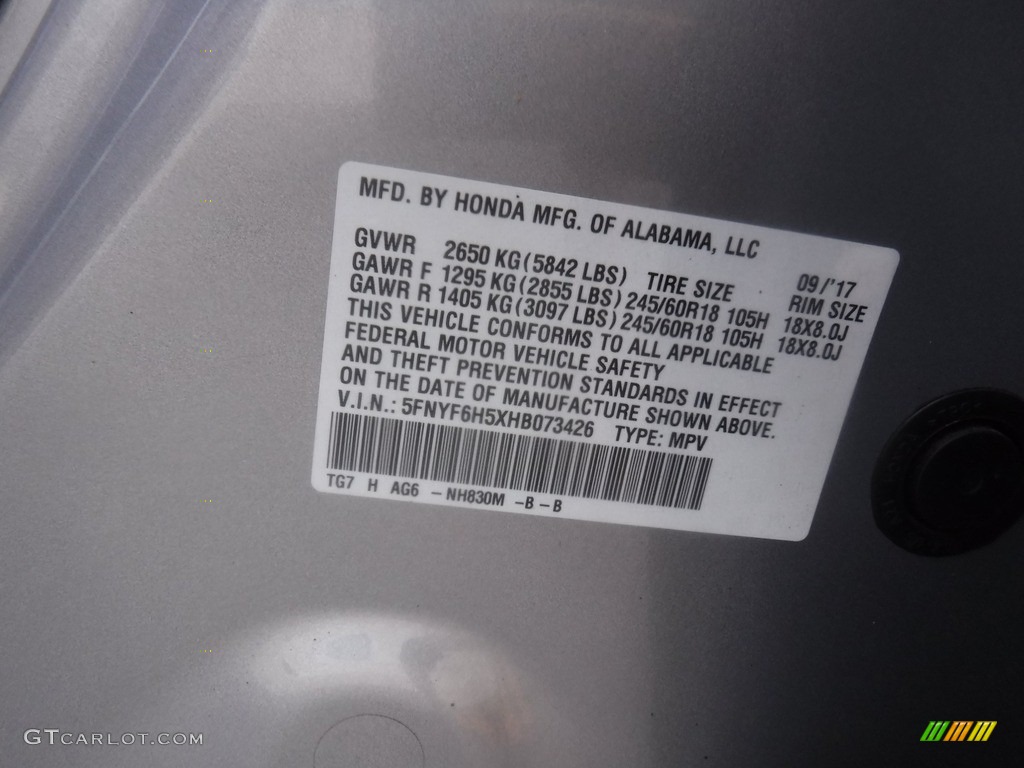 MFD. BY HONDA MFG. OF ALABAMA, LLC
09/'17
GVWR 2650 KG(5842 LBS) TIRE SIZE RIM SIZE
GAWR F 1295 KG(2855 LBS) 245/60R18 105H 18X8.0J
GAWR R 1405 KG(3097 LBS) 245/60R18 105H 18X8.0J
THIS VEHICLE CONFORMS TO ALL APPLICABLE
FEDERAL MOTOR VEHICLE SAFETY
AND THEFT PREVENTION STANDARDS IN EFFECT
ON THE DATE OF MANUFACTURE SHOWN ABOVE.
V.I.N.: 5FNYF6H5XHB073426 TYPE: MPV
TG7 H AG6 -NH830M -B-B
GTCARLOT.COM